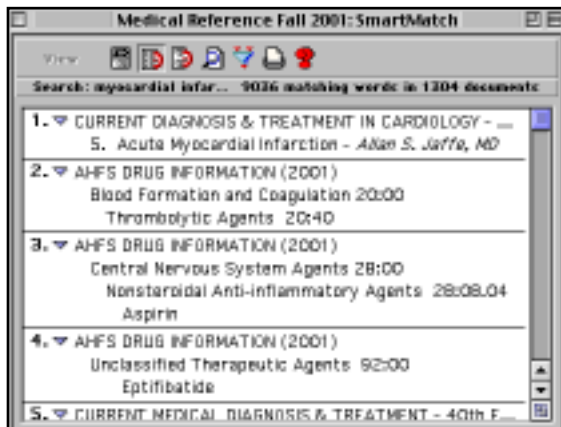 Medical Reference Fall 2001: SmartMatch
View
Search: myocardial infar... 9036 matching words in 1304 documents
1. CURRENT DIAGNOSIS & TREATMENT IN CARDIOLOGY - ...
5. Acute Myocardial Infarction - Allan S. Jaffe, MD
2. AHFS DRUG INFORMATION (2001)
Blood Formation and Coagulation 20:00
Thrombolytic Agents 20:40
3. AHFS DRUG INFORMATION (2001)
Central Nervous System Agents 28:00
Nonsteroidal Anti-inflammatory Agents 28:08.04
Aspirin
4. AHFS DRUG INFORMATION (2001)
Unclassified Therapeutic Agents 92:00
Eptifibatide
5. CURRENT MEDICAL DIAGNOSIS & TREATMENT - 40th E...